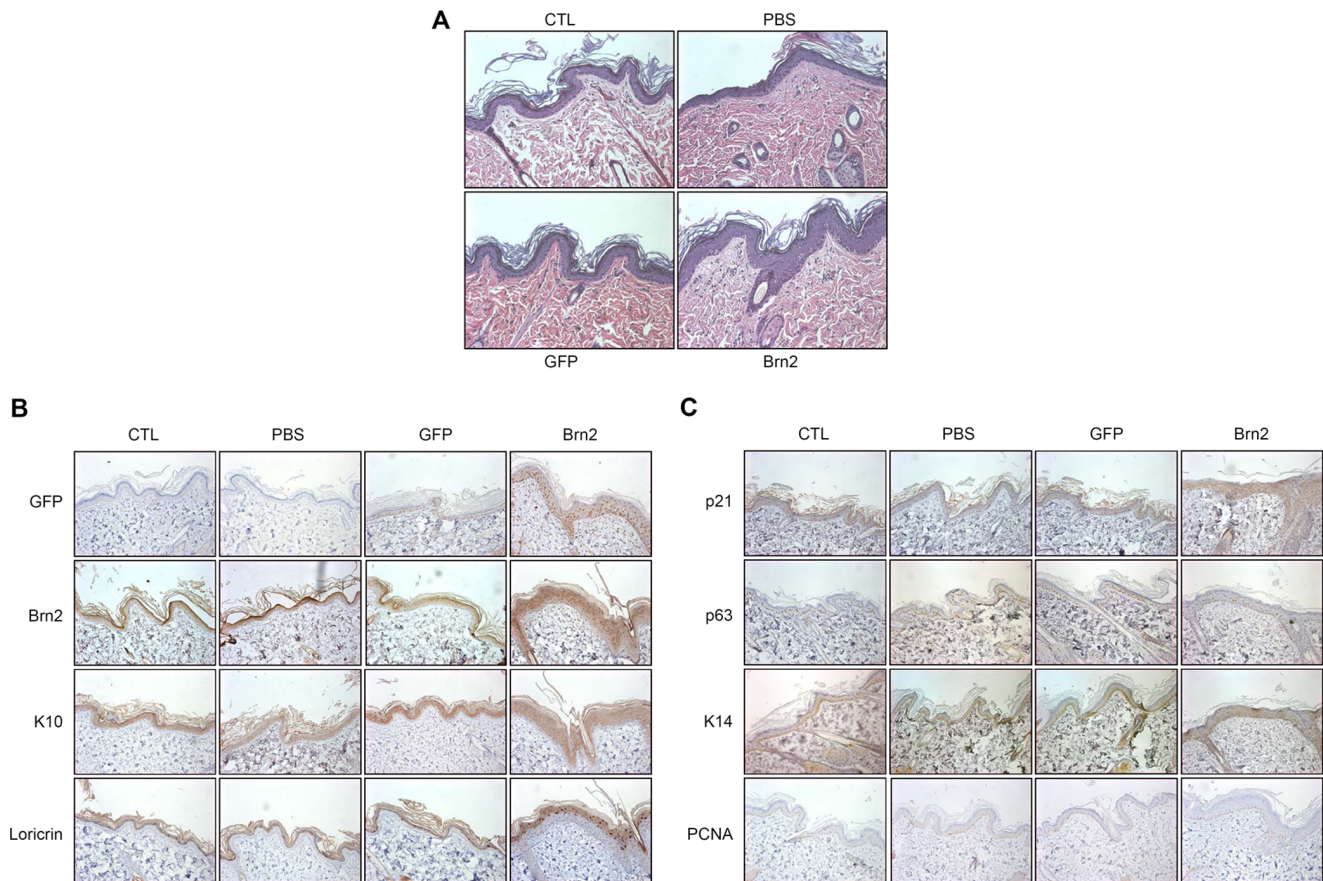 A
CTL PBS
GFP Brn2
B
CTL PBS GFP Brn2
GFP
Brn2
K10
Loricrin
C
CTL PBS GFP Brn2
p21
p63
K14
PCNA